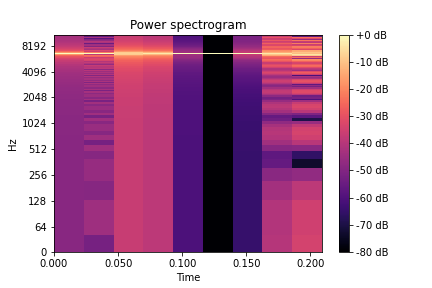 Power spectrogram
8192
4096
2048
1024
512
256
128
64
0
Hz
0.000 0.050 0.100 0.150 0.200
Time
+0 dB
-10 dB
-20 dB
-30 dB
-40 dB
-50 dB
-60 dB
-70 dB
-80 dB